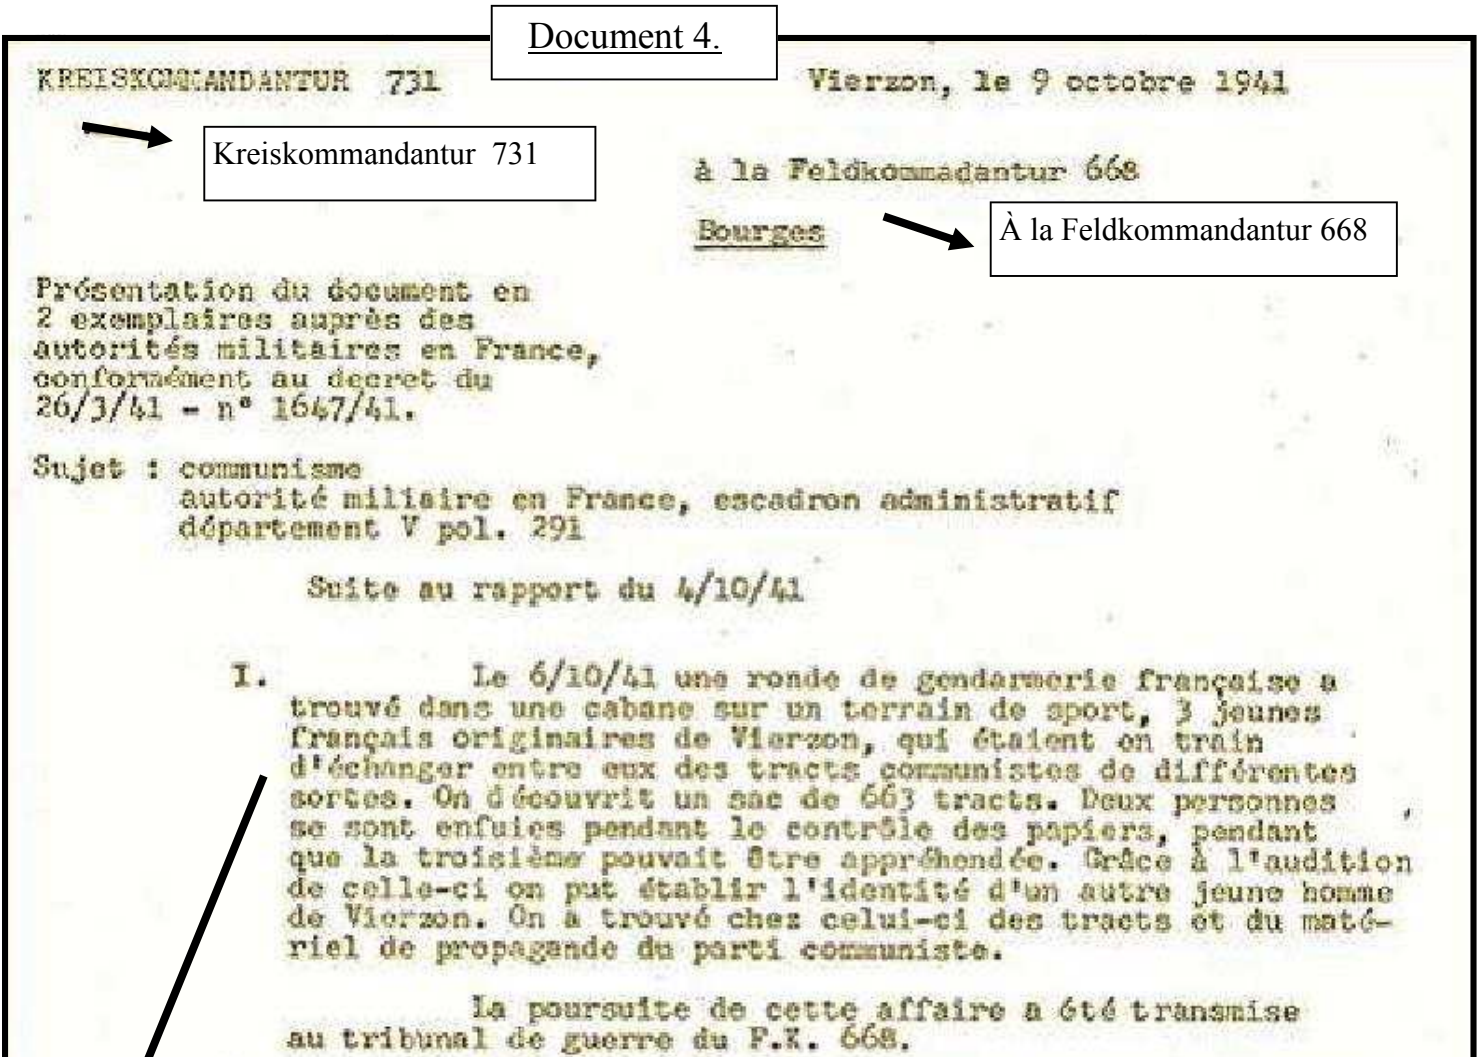 Document 4.
KREISKOMMANDANTUR 731
Vierzon, le 9 octobre 1941
Kreiskommandantur 731
à la Feldkommadantur 668
Bourges
À la Feldkommandantur 668
Présentation du document en
2 exemplaires auprès des
autorités militaires en France,
conformément au decret du
26/3/41 - n° 1647/41.
Sujet : communisme
autorité miliaire en France, escadron administratif
département V pol. 291
Suite au rapport du 4/10/41
I. Le 6/10/41 une ronde de gendarmerie française a
trouvé dans une cabane sur un terrain de sport, 3 jeunes
français originaires de Vierzon, qui étaient en train
d'échanger entre eux des tracts communistes de différentes
sortes. On découvrit un sac de 663 tracts. Deux personnes
se sont enfuies pendant le contrôle des papiers, pendant
que la troisième pouvait être appréhendée. Grâce à l'audition
de celle-ci on put établir l'identité d'un autre jeune homme
de Vierzon. On a trouvé chez celui-ci des tracts et du maté-
riel de propagande du parti communiste.
La poursuite de cette affaire a été transmise
au tribunal de guerre du F.K. 668.